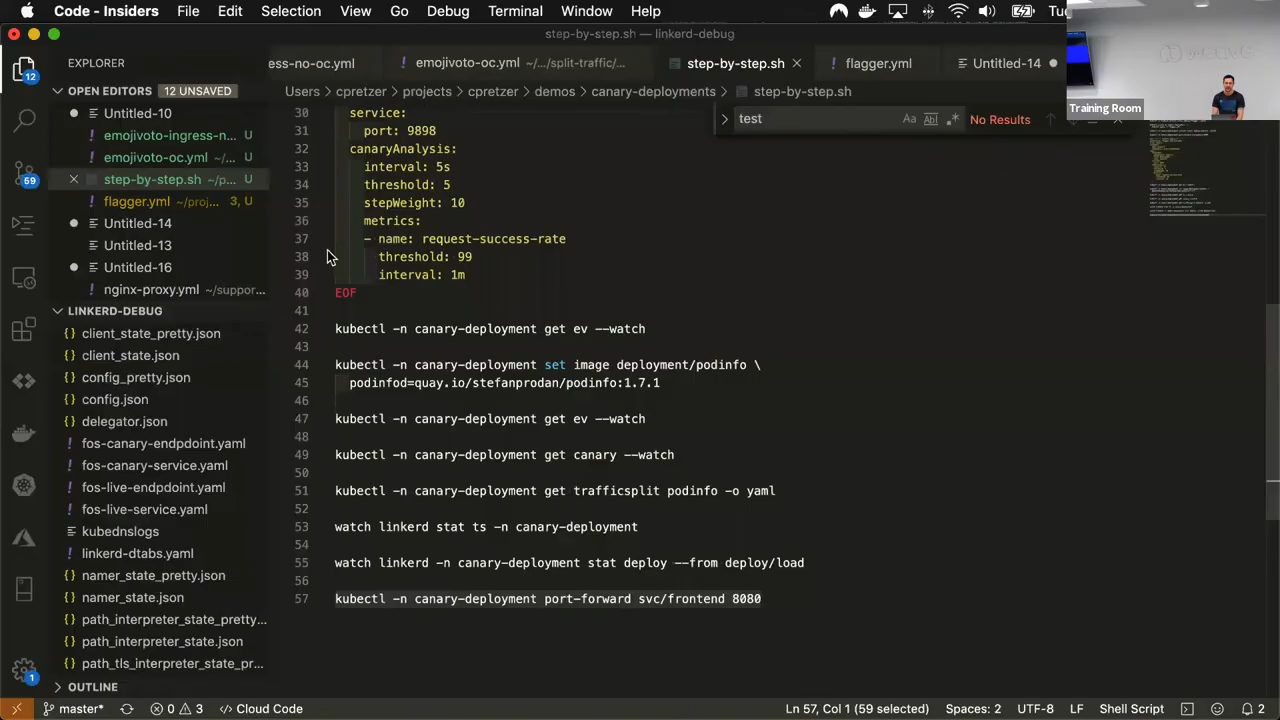 Code - Insiders File Edit Selection View Go Debug Terminal Window Help
step-by-step.sh — linkerd-debug
Training Room
EXPLORER
ess-no-oc.yml
! emojivoto-oc.yml ~/.../split-traffic/...
step-by-step.sh
! flagger.yml
Untitled-14
OPEN EDITORS 12 UNSAVED
Users > cpretzer > projects > cpretzer > demos > canary-deployments > step-by-step.sh
test
No Results
12
59
1
Untitled-10
! emojivoto-ingress-n... U
! emojivoto-oc.yml ~/... U
step-by-step.sh ~/p... U
! flagger.yml ~/proj... 3, U
Untitled-14
Untitled-13
Untitled-16
! nginx-proxy.yml ~/suppor...
LINKERD-DEBUG
{} client_state_pretty.json
{} client_state.json
{} config_pretty.json
{} config.json
{} delegator.json
! fos-canary-endpoint.yaml
! fos-canary-service.yaml
! fos-live-endpoint.yaml
! fos-live-service.yaml
kubednslogs
! linkerd-dtabs.yaml
{} namer_state_pretty.json
{} namer_state.json
{} path_interpreter_state_pretty...
{} path_interpreter_state.json
{} path_tls_interpreter_state_pr...
OUTLINE
30 service:
31 port: 9898
32 canaryAnalysis:
33 interval: 5s
34 threshold: 5
35 stepWeight: 10
36 metrics:
37 - name: request-success-rate
38 threshold: 99
39 interval: 1m
40 EOF
41
42 kubectl -n canary-deployment get ev --watch
43
44 kubectl -n canary-deployment set image deployment/podinfo \
45 podinfod=quay.io/stefanprodan/podinfo:1.7.1
46
47 kubectl -n canary-deployment get ev --watch
48
49 kubectl -n canary-deployment get canary --watch
50
51 kubectl -n canary-deployment get trafficsplit podinfo -o yaml
52
53 watch linkerd stat ts -n canary-deployment
54
55 watch linkerd -n canary-deployment stat deploy --from deploy/load
56
57 kubectl -n canary-deployment port-forward svc/frontend 8080
master* 0 3 Cloud Code Ln 57, Col 1 (59 selected) Spaces: 2 UTF-8 LF Shell Script 2